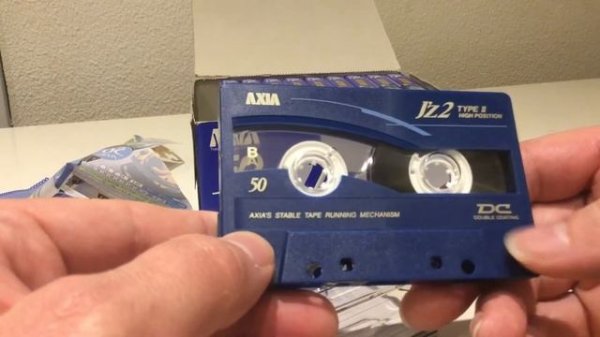 AXIA
J'Z2 TYPE II
HIGH POSITION
B
50
AXIA'S STABLE TAPE RUNNING MECHANISM
DC
DOUBLE COATING